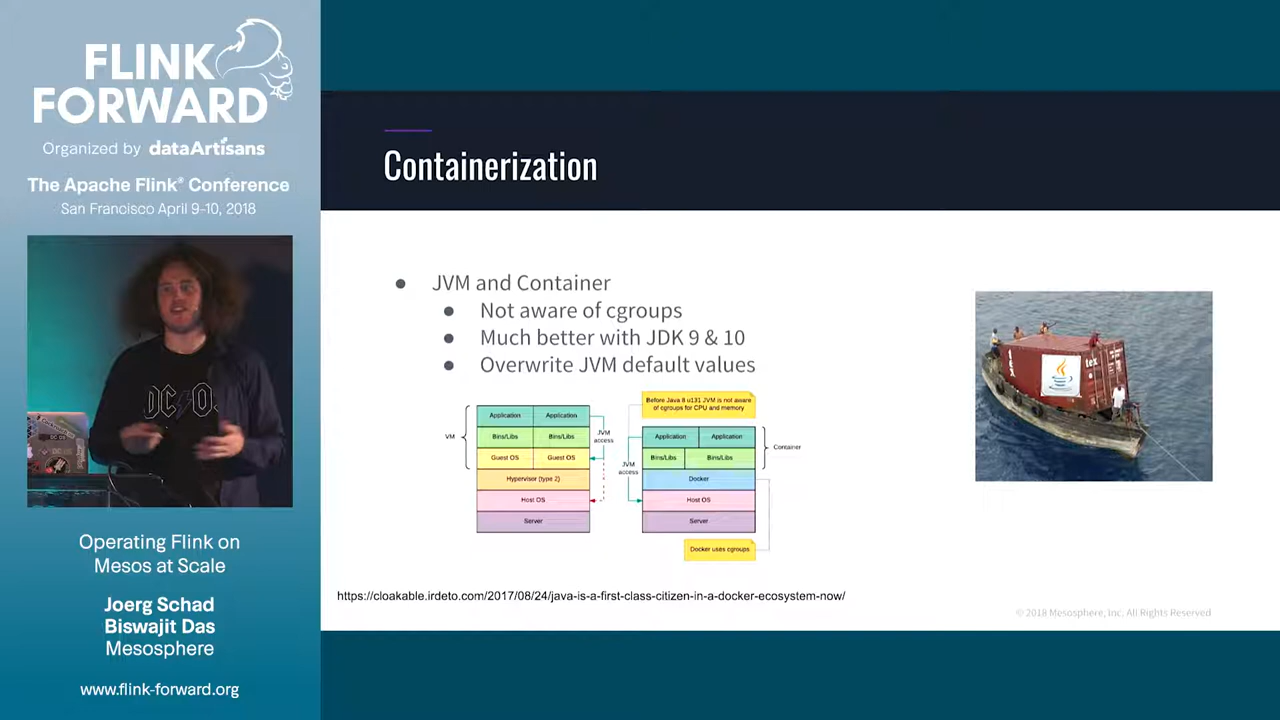 FLINK
FORWARD
Organized by dataArtisans
The Apache Flink® Conference
San Francisco April 9-10, 2018
DC/OS
Operating Flink on
Mesos at Scale
Joerg Schad
Biswajit Das
Mesosphere
www.flink-forward.org
Containerization
● JVM and Container
● Not aware of cgroups
● Much better with JDK 9 & 10
● Overwrite JVM default values
VM
Application Application
Bins/Libs Bins/Libs
Guest OS Guest OS
Hypervisor (type 2)
Host OS
Server
JVM
access
Before Java 8 u131 JVM is not aware
of cgroups for CPU and memory
JVM
access
Application Application
Bins/Libs Bins/Libs
Docker
Host OS
Server
Container
Docker uses cgroups
tex
Java
https://cloakable.irdeto.com/2017/08/24/java-is-a-first-class-citizen-in-a-docker-ecosystem-now/
© 2018 Mesosphere, Inc. All Rights Reserved